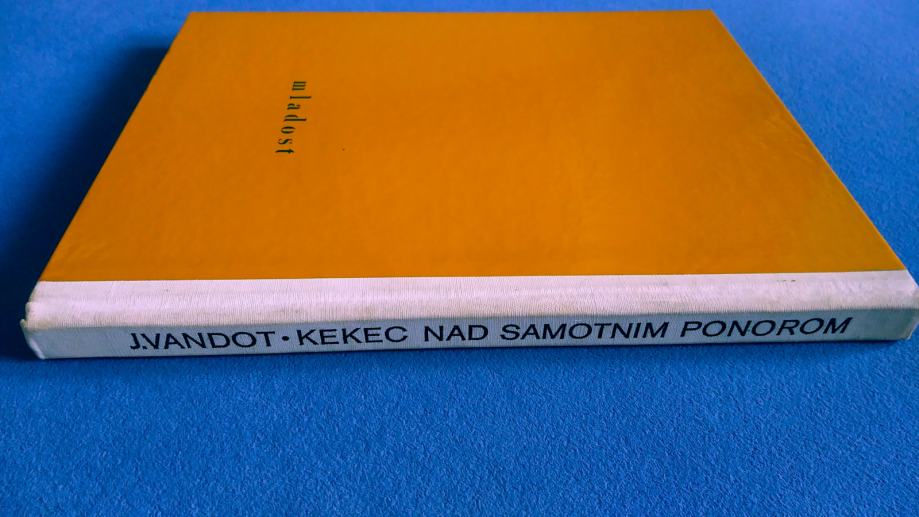 mladost
J.VANDOT · KEKEC NAD SAMOTNIM PONOROM